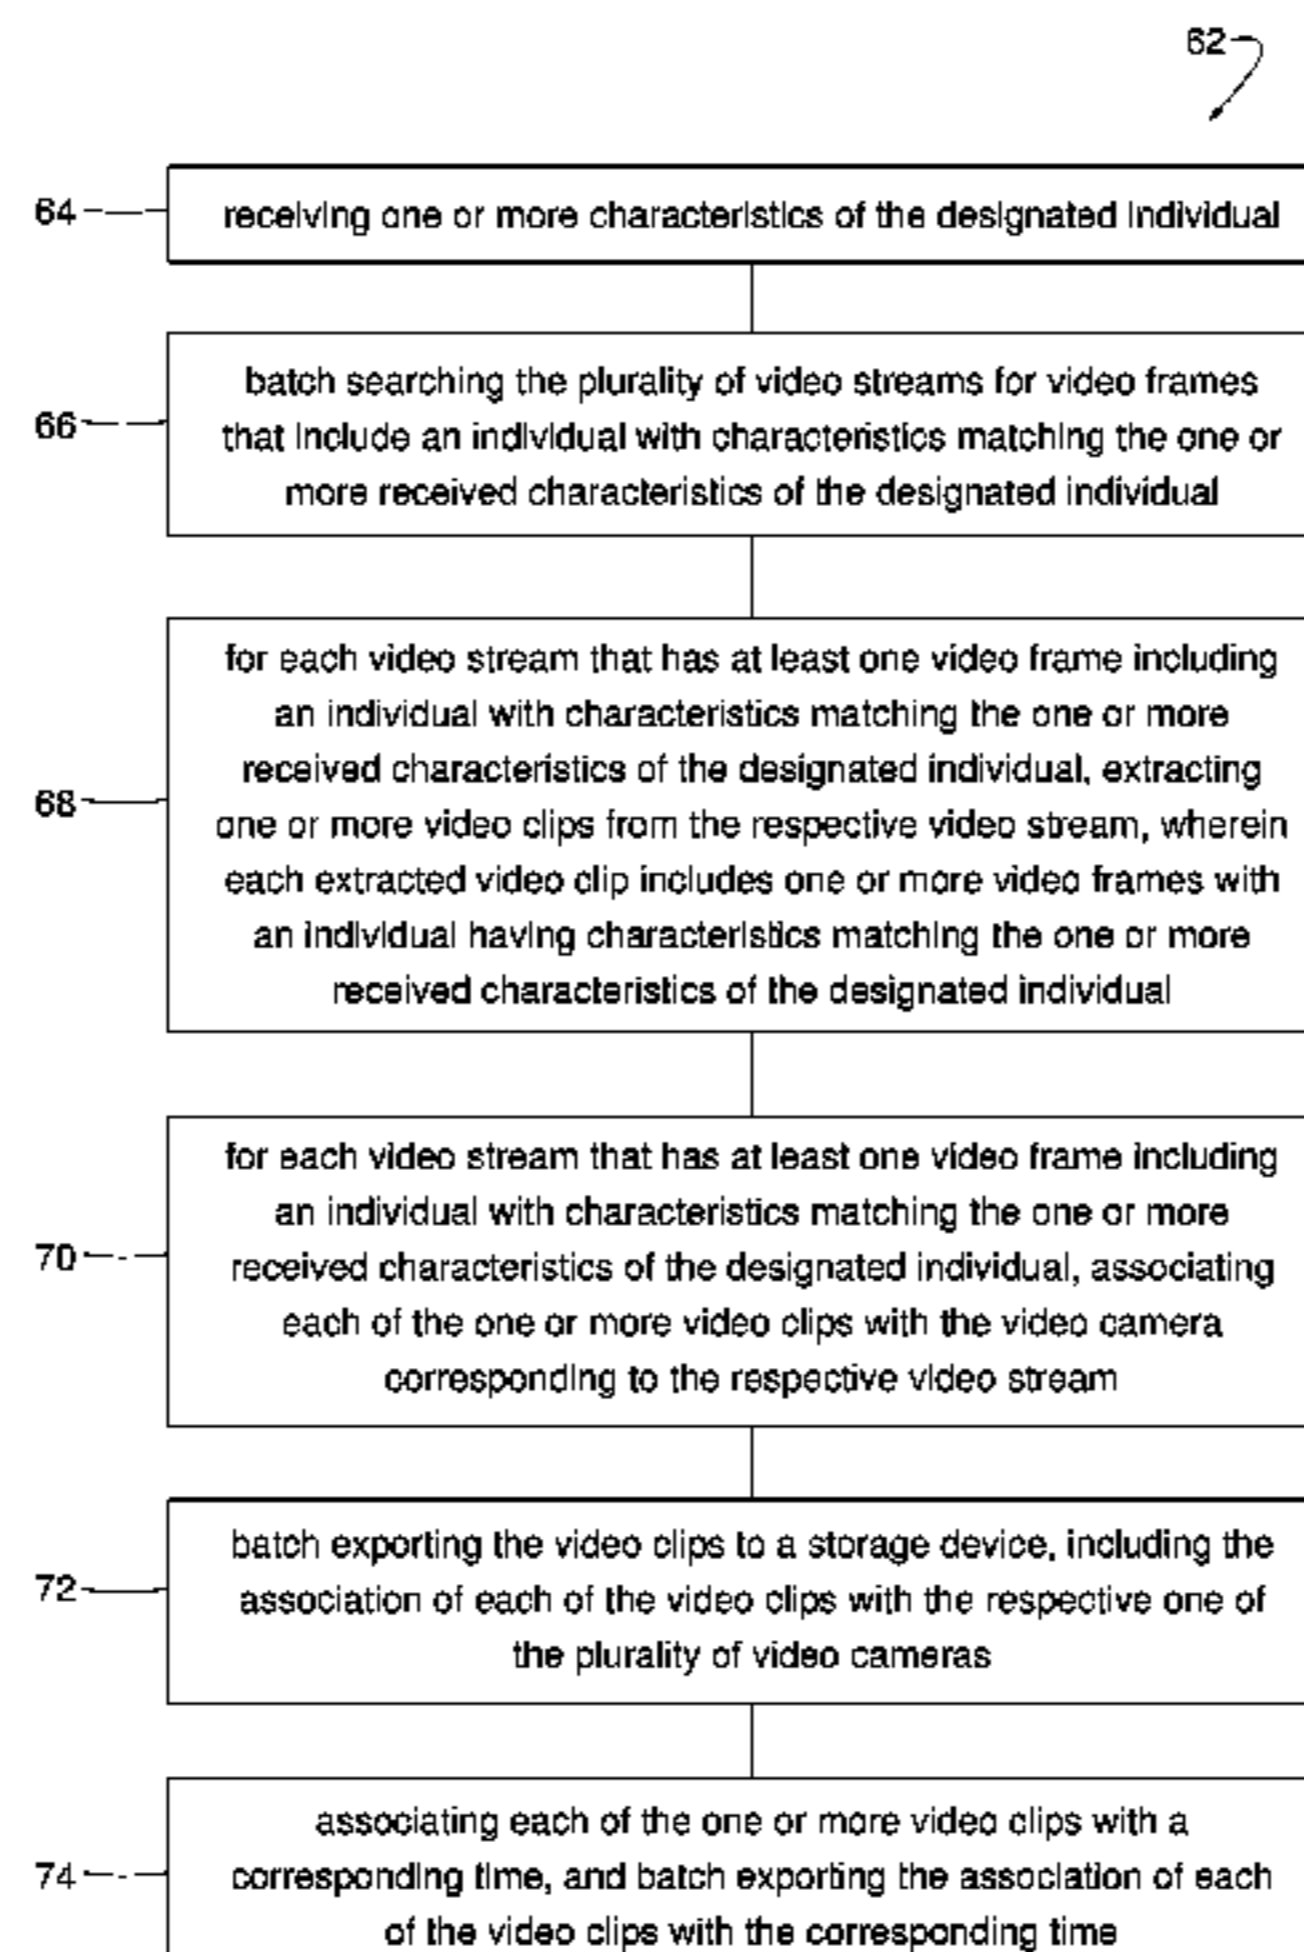 62
64
receiving one or more characteristics of the designated individual
batch searching the plurality of video streams for video frames
66
that include an individual with characteristics matching the one or
more received characteristics of the designated individual
for each video stream that has at least one video frame including
an individual with characteristics matching the one or more
received characteristics of the designated individual, extracting
68
one or more video clips from the respective video stream, wherein
each extracted video clip includes one or more video frames with
an individual having characteristics matching the one or more
received characteristics of the designated individual
for each video stream that has at least one video frame including
an individual with characteristics matching the one or more
70
received characteristics of the designated individual, associating
each of the one or more video clips with the video camera
corresponding to the respective video stream
batch exporting the video clips to a storage device, including the
72
association of each of the video clips with the respective one of
the plurality of video cameras
associating each of the one or more video clips with a
74
corresponding time, and batch exporting the association of each
of the video clips with the corresponding time